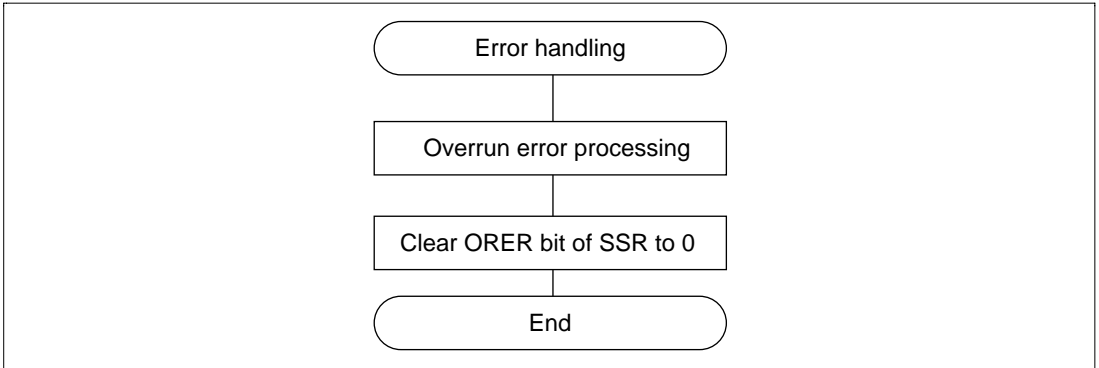 Error handling
Overrun error processing
Clear ORER bit of SSR to 0
End